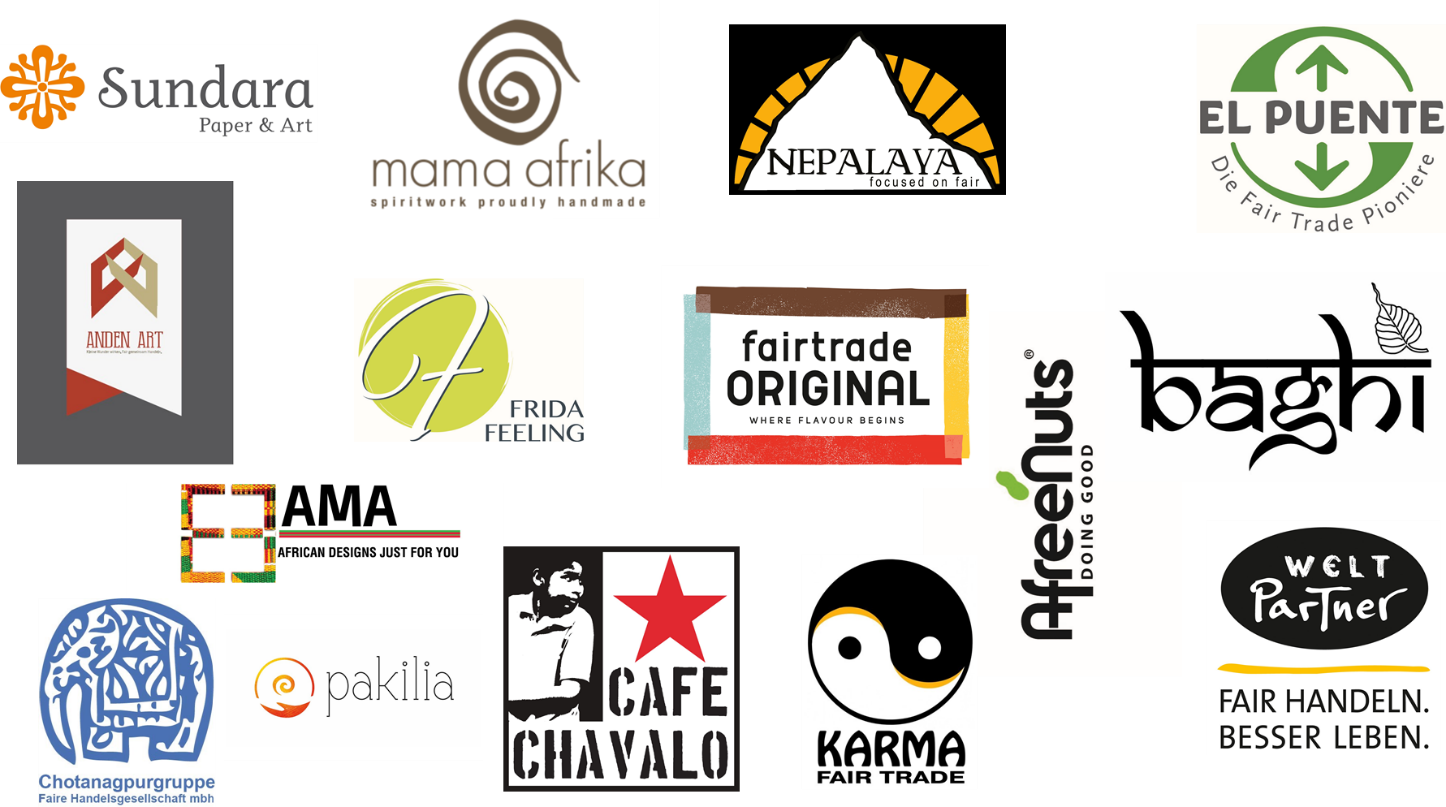 Sundara
Paper & Art
mama afrika
spiritwork proudly handmade
NEPALAYA
focused on fair
EL PUENTE
Die Fair Trade Pioniere
ANDEN ART
FRIDA
FEELING
fairtrade
ORIGINAL
WHERE FLAVOUR BEGINS
Afreenuts®
DOING GOOD
baghi
AMA
AFRICAN DESIGNS JUST FOR YOU
CAFE
CHAVALO
KARMA
FAIR TRADE
WELT
PARTNER
FAIR HANDELN.
BESSER LEBEN.
Chotanagpurgruppe
Faire Handelsgesellschaft mbh
pakilia